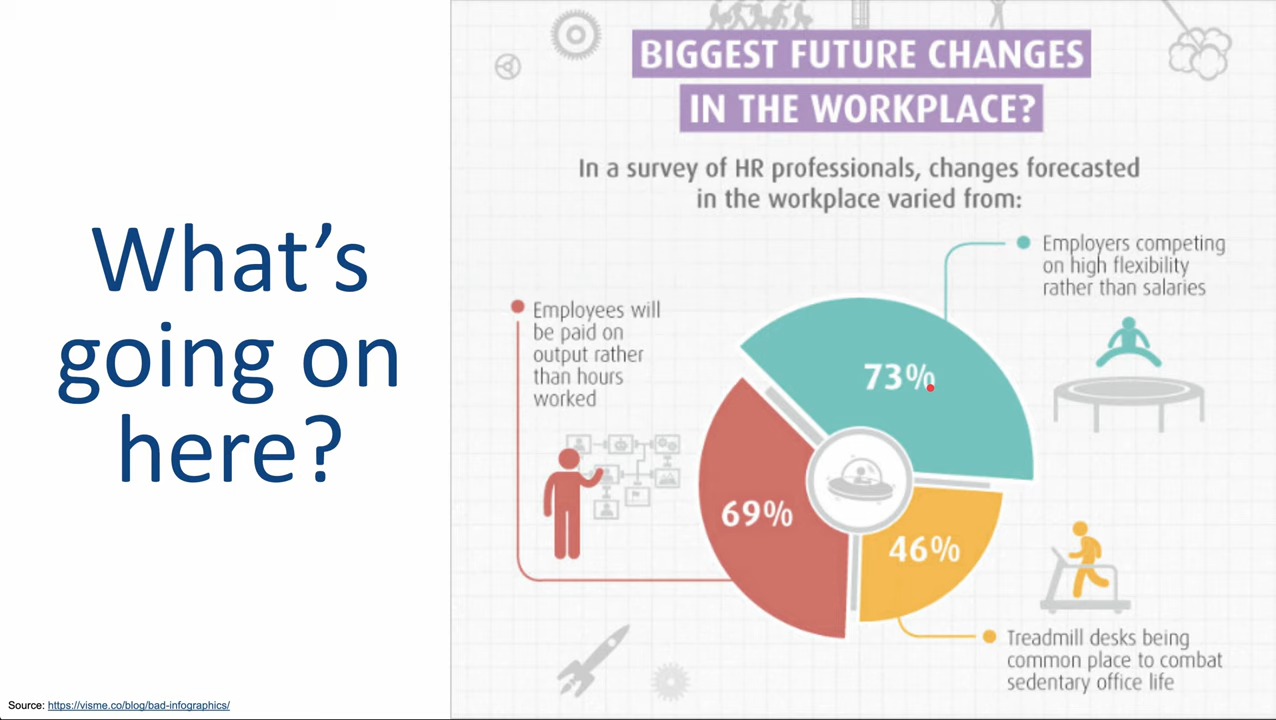 What's
going on
here?
Source: https://visme.co/blog/bad-infographics/
BIGGEST FUTURE CHANGES
IN THE WORKPLACE?
In a survey of HR professionals, changes forecasted
in the workplace varied from:
Employers competing
on high flexibility
rather than salaries
Employees will
be paid on
output rather
than hours
worked
73%
69%
46%
Treadmill desks being
common place to combat
sedentary office life